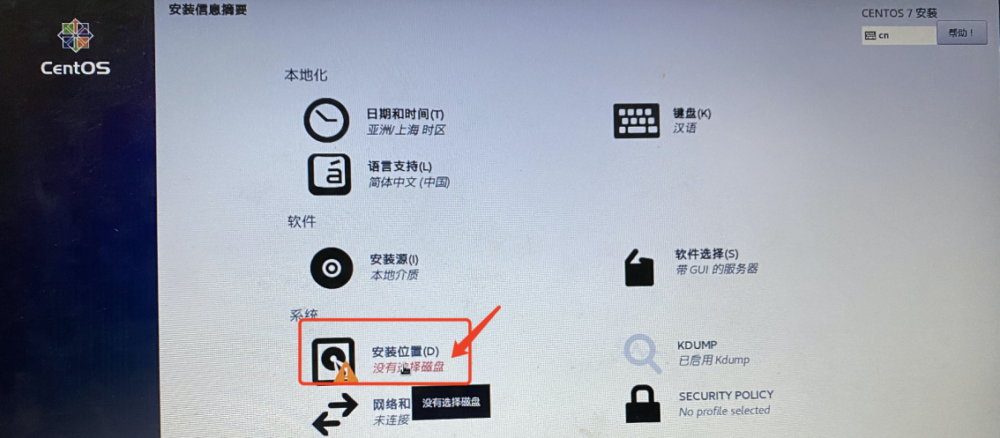 安装信息摘要
CENTOS 7 安装
cn
帮助！
CentOS
本地化
日期和时间(T)
亚洲/上海 时区
键盘(K)
汉语
语言支持(L)
简体中文 (中国)
软件
安装源(I)
本地介质
软件选择(S)
带 GUI 的服务器
系统
安装位置(D)
没有选择磁盘
KDUMP
已启用 Kdump
网络和
未连接
没有选择磁盘
SECURITY POLICY
No profile selected